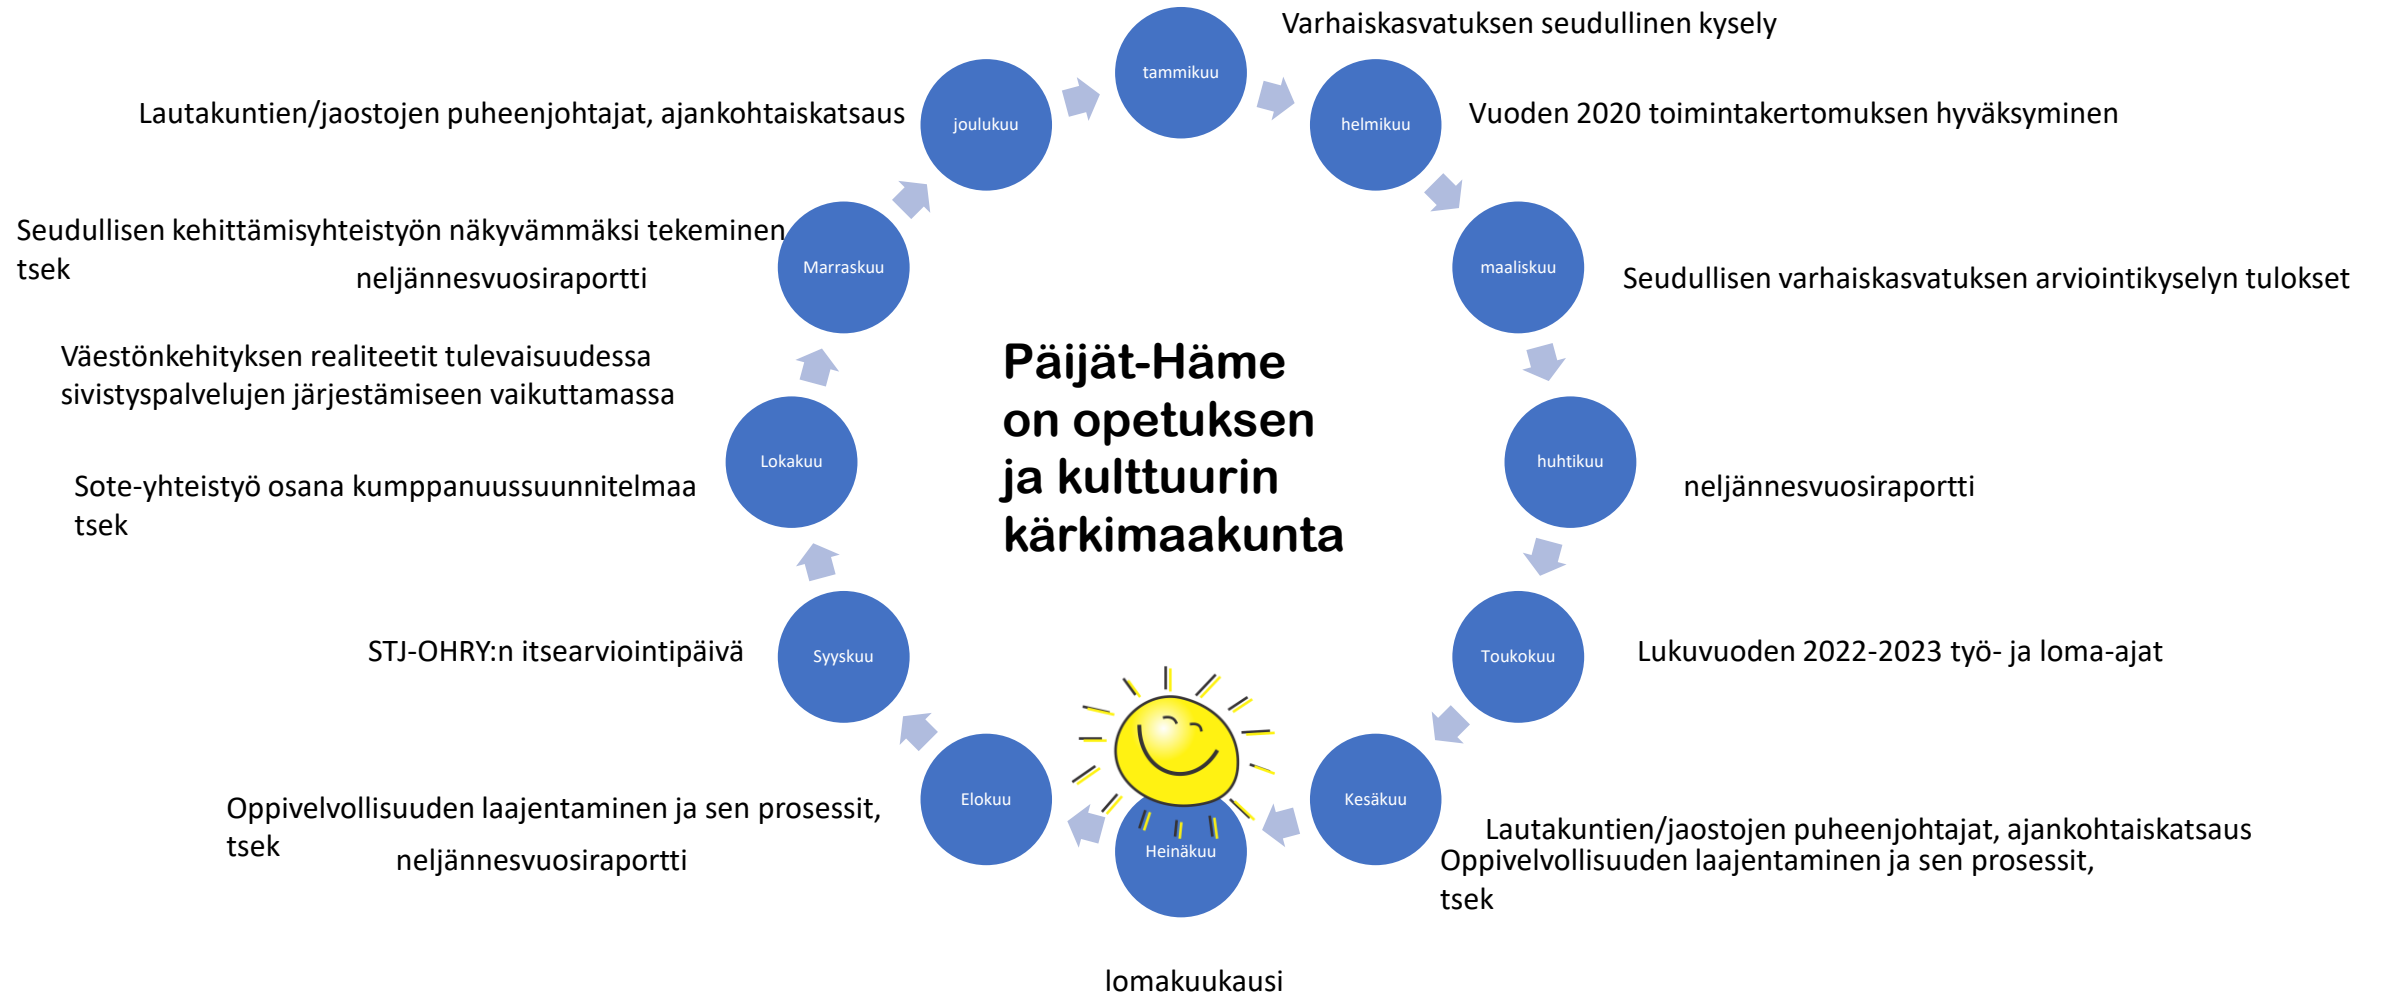 tammikuu
Varhaiskasvatuksen seudullinen kysely
helmikuu
Vuoden 2020 toimintakertomuksen hyväksyminen
maaliskuu
Seudullisen varhaiskasvatuksen arviointikyselyn tulokset
huhtikuu
neljännesvuosiraportti
Toukokuu
Lukuvuoden 2022-2023 työ- ja loma-ajat
Kesäkuu
Lautakuntien/jaostojen puheenjohtajat, ajankohtaiskatsaus
Oppivelvollisuuden laajentaminen ja sen prosessit,
tsek
Heinäkuu
lomakuukausi
Elokuu
Oppivelvollisuuden laajentaminen ja sen prosessit,
tsek
neljännesvuosiraportti
Syyskuu
STJ-OHRY:n itsearviointipäivä
Lokakuu
Väestönkehityksen realiteetit tulevaisuudessa
sivistyspalvelujen järjestämiseen vaikuttamassa
Sote-yhteistyö osana kumppanuussuunnitelmaa
tsek
Marraskuu
Seudullisen kehittämisyhteistyön näkyvämmäksi tekeminen
tsek
neljännesvuosiraportti
joulukuu
Lautakuntien/jaostojen puheenjohtajat, ajankohtaiskatsaus
Päijät-Häme
on opetuksen
ja kulttuurin
kärkimaakunta